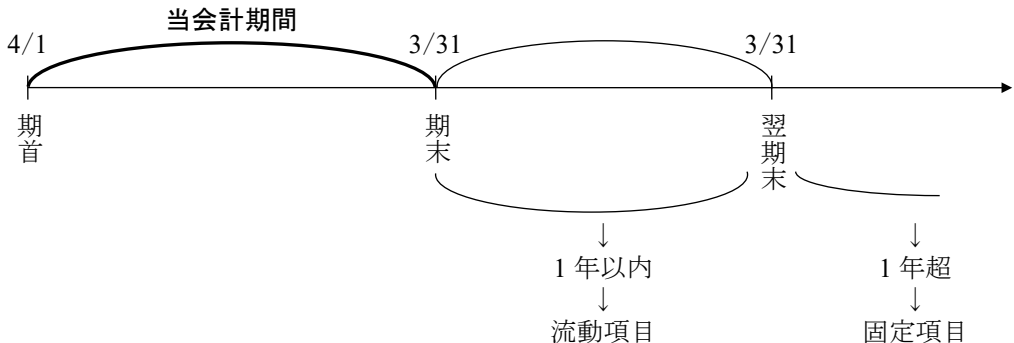 当会計期間
4/1
3/31
3/31
期首
期末
翌期末
↓
↓
1 年以内
1 年超
↓
↓
流動項目
固定項目